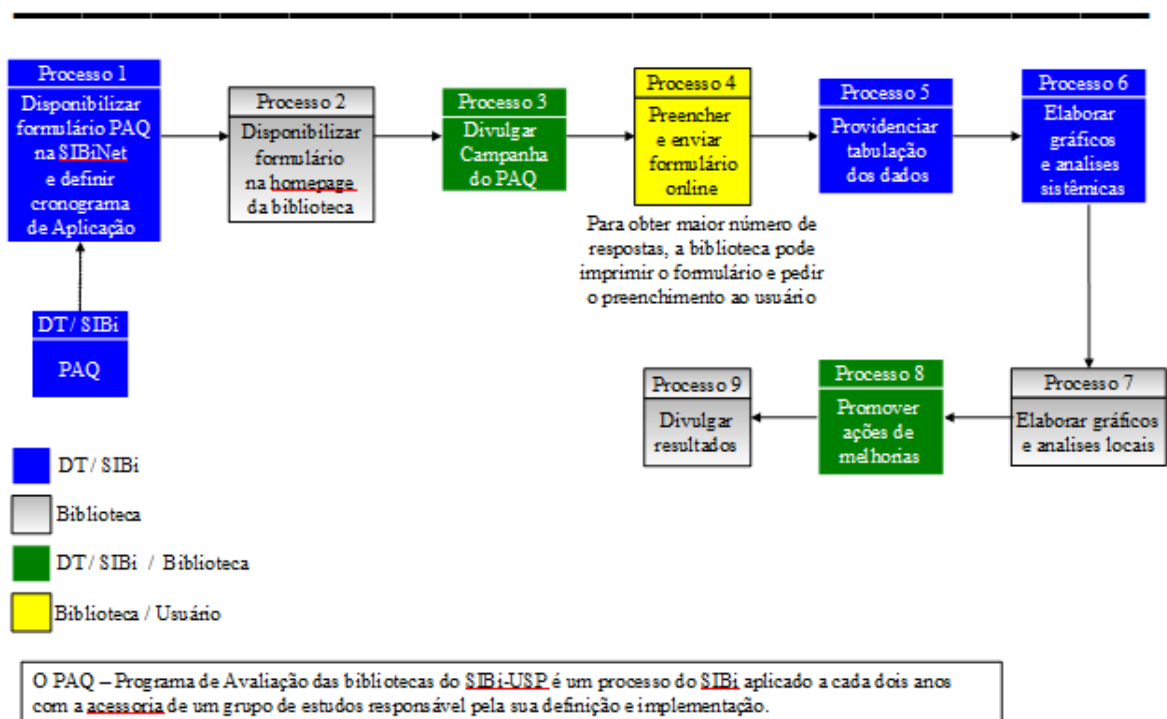 Processo 1
Disponibilizar
formulário PAQ
na SIBiNet
e definir
cronograma
de Aplicação
Processo 2
Disponibilizar
formulário
na homepage
da biblioteca
Processo 3
Divulgar
Campanha
do PAQ
Processo 4
Preencher
e enviar
formulário
online
Para obter maior número de
respostas, a biblioteca pode
imprimir o formulário e pedir
o preenchimento ao usuário
Processo 5
Providenciar
tabulação
dos dados
Processo 6
Elaborar
gráficos
e analises
sistêmicas
DT/ SIBi
PAQ
Processo 9
Divulgar
resultados
Processo 8
Promover
ações de
melhorias
Processo 7
Elaborar gráficos
e analises locais
DT/ SIBi
Biblioteca
DT/ SIBi / Biblioteca
Biblioteca / Usuário
O PAQ – Programa de Avaliação das bibliotecas do SIBi-USP é um processo do SIBi aplicado a cada dois anos
com a acessoria de um grupo de estudos responsável pela sua definição e implementação.